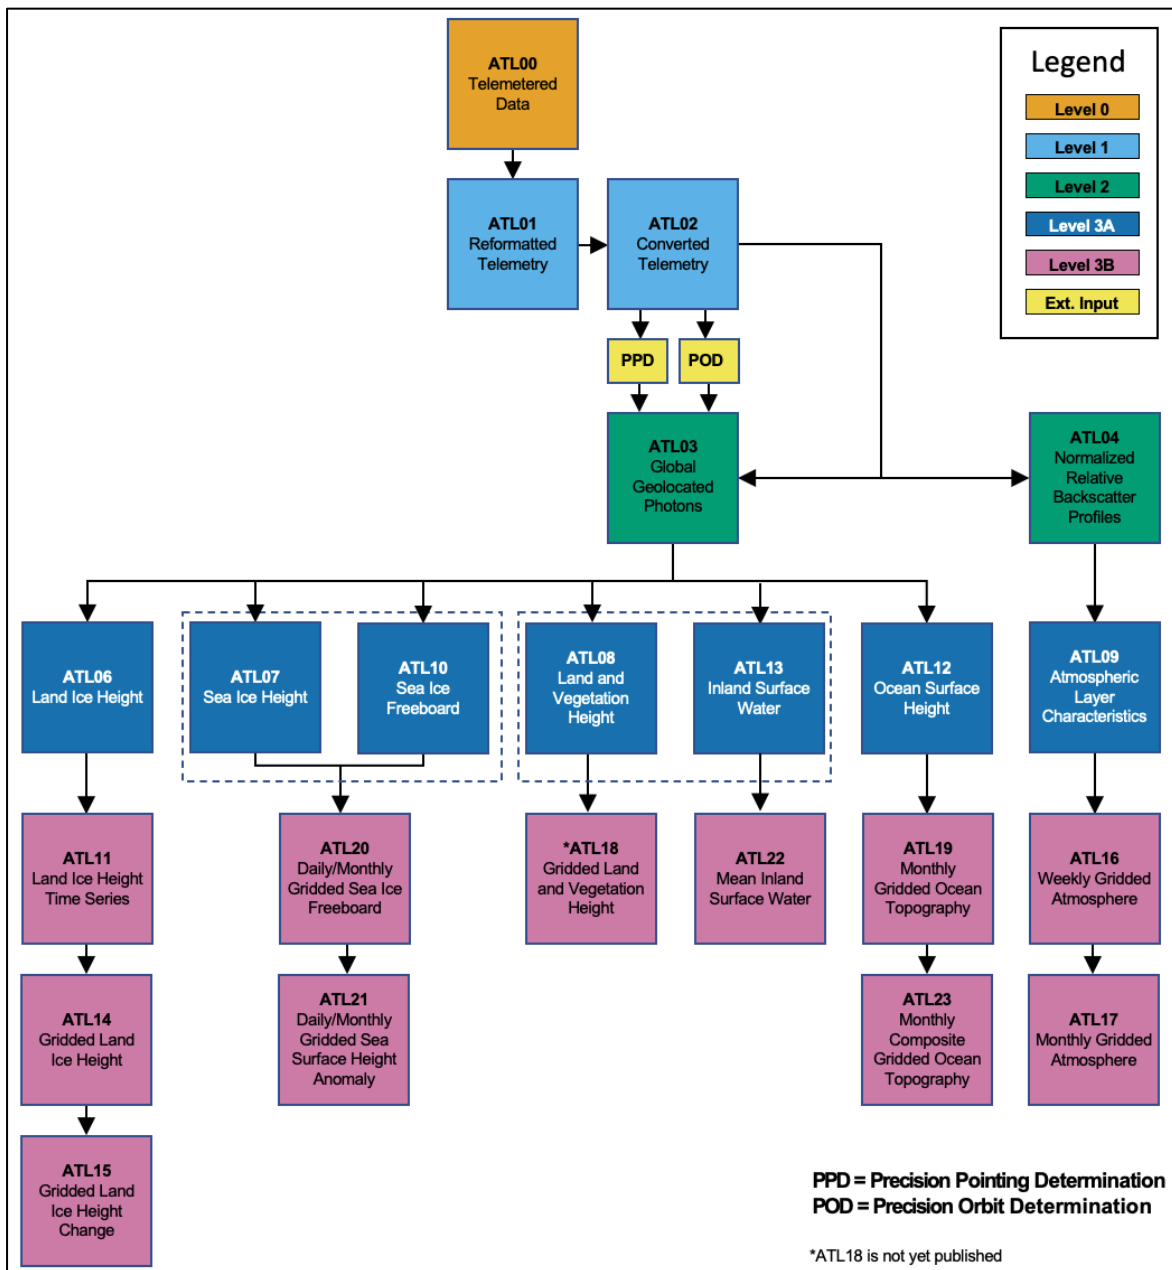 ATL00
Telemetered
Data
Legend
Level 0
Level 1
Level 2
Level 3A
Level 3B
Ext. Input
ATL01
Reformatted
Telemetry
ATL02
Converted
Telemetry
PPD
POD
ATL03
Global
Geolocated
Photons
ATL04
Normalized
Relative
Backscatter
Profiles
ATL06
Land Ice Height
ATL07
Sea Ice Height
ATL10
Sea Ice
Freeboard
ATL08
Land and
Vegetation
Height
ATL13
Inland Surface
Water
ATL12
Ocean Surface
Height
ATL09
Atmospheric
Layer
Characteristics
ATL11
Land Ice Height
Time Series
ATL20
Daily/Monthly
Gridded Sea Ice
Freeboard
*ATL18
Gridded Land
and Vegetation
Height
ATL22
Mean Inland
Surface Water
ATL19
Monthly
Gridded Ocean
Topography
ATL16
Weekly Gridded
Atmosphere
ATL14
Gridded Land
Ice Height
ATL21
Daily/Monthly
Gridded Sea
Surface Height
Anomaly
ATL23
Monthly
Composite
Gridded Ocean
Topography
ATL17
Monthly Gridded
Atmosphere
ATL15
Gridded Land
Ice Height
Change
PPD = Precision Pointing Determination
POD = Precision Orbit Determination
*ATL18 is not yet published